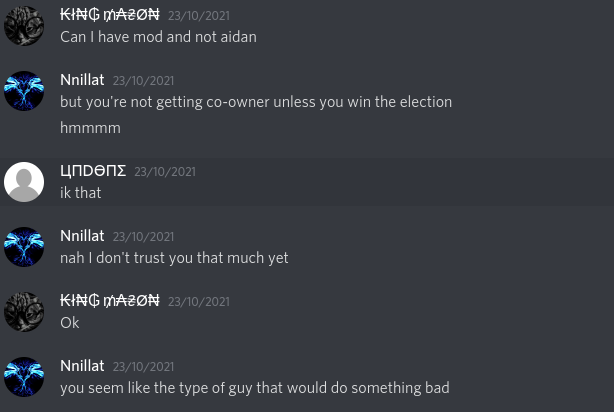 ₭ł₦₲ ₥₳ⱬØ₦ 23/10/2021
Can I have mod and not aidan
Nnillat 23/10/2021
but you're not getting co-owner unless you win the election
hmmmm
ЦПDӨПΣ 23/10/2021
ik that
Nnillat 23/10/2021
nah I don't trust you that much yet
₭ł₦₲ ₥₳ⱬØ₦ 23/10/2021
Ok
Nnillat 23/10/2021
you seem like the type of guy that would do something bad